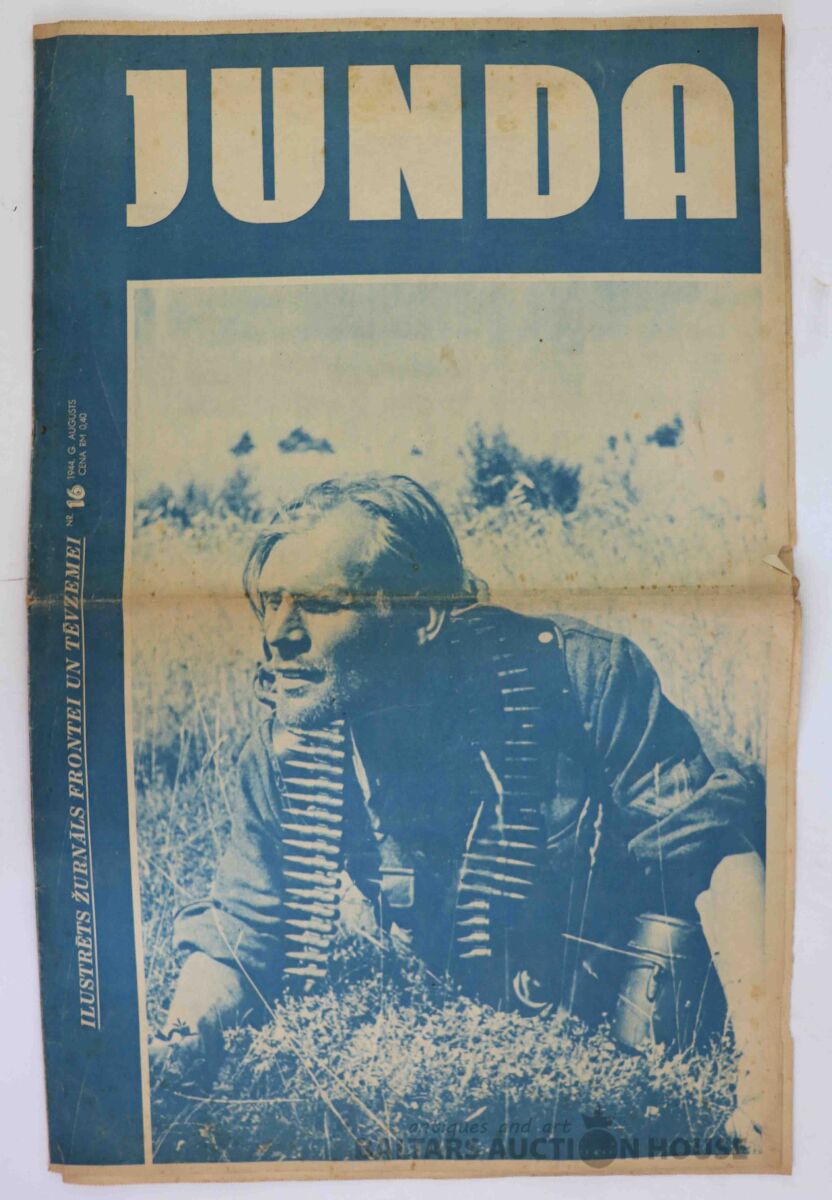 JUNDA
ILUSTRĒTS ŽURNĀLS FRONTEI UN TĒVZEMEI
NR. 16
1944. G. AUGUSTS
CENA RM 0,40
antiques and art
BALTARS AUCTION HOUSE